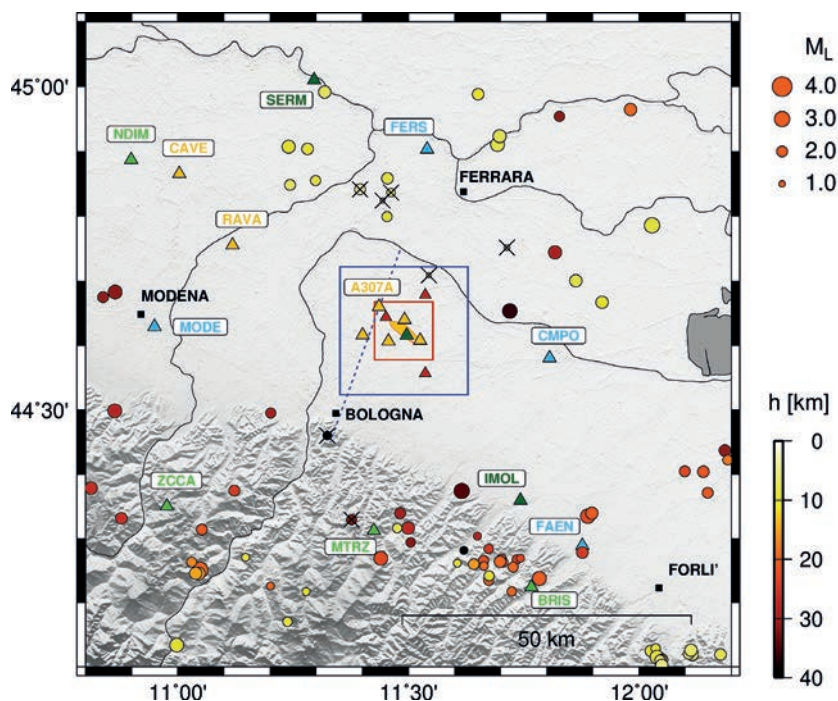 45°00'
44°30'
11°00'
11°30'
12°00'
SERM
NDIM
CAVE
FERS
FERRARA
RAVA
A307A
MODENA
MODE
CMPO
BOLOGNA
ZCCA
IMOL
MTRZ
FAEN
BRIS
FORLI'
50 km
M_L
4.0
3.0
2.0
1.0
h [km]
0
10
20
30
40